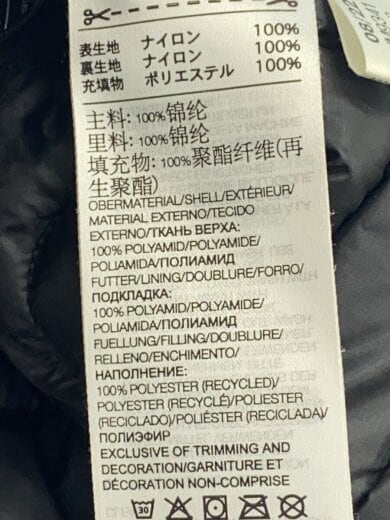 表生地 ナイロン 100%
裏生地 ナイロン 100%
充填物 ポリエステル 100%
主料: 100%锦纶
里料: 100%锦纶
填充物: 100%聚酯纤维(再
生聚酯)
OBERMATERIAL/SHELL/EXTÉRIEUR/
MATERIAL EXTERNO/TECIDO
EXTERNO/ТКАНЬ ВЕРХА:
100% POLYAMID/POLYAMIDE/
POLIAMIDA/ПОЛИАМИД
FUTTER/LINING/DOUBLURE/FORRO/
ПОДКЛАДКА:
100% POLYAMID/POLYAMIDE/
POLIAMIDA/ПОЛИАМИД
FUELLUNG/FILLING/DOUBLURE/
RELLENO/ENCHIMENTO/
НАПОЛНЕНИЕ:
100% POLYESTER (RECYCLED)/
POLYESTER (RECYCLÉ)/POLIESTER
(RECICLADO)/POLIÉSTER (RECICLADA)/
ПОЛИЭФИР
EXCLUSIVE OF TRIMMING AND
DECORATION/GARNITURE ET
DÉCORATION NON-COMPRISE
30